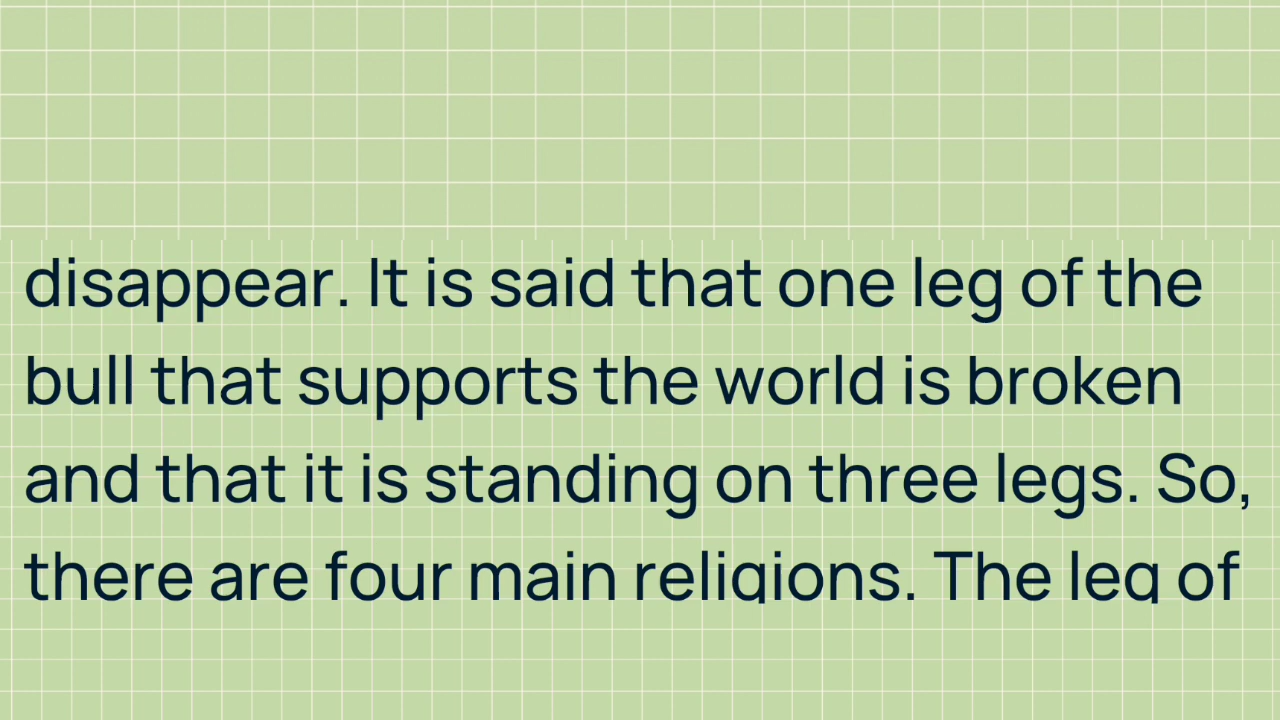 disappear. It is said that one leg of the
bull that supports the world is broken
and that it is standing on three legs. So,
there are four main religions. The leg of